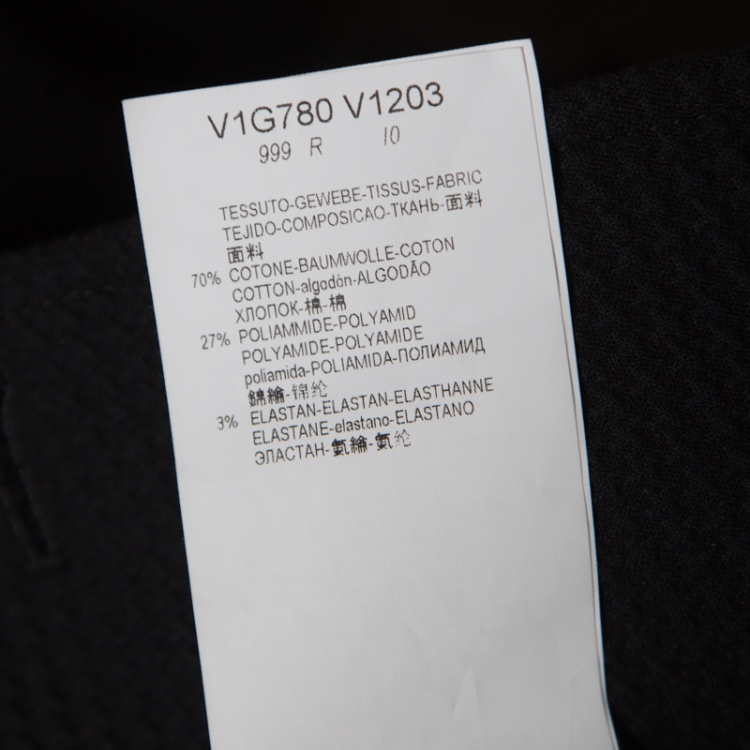 V1G780 V1203
999 R 10
TESSUTO-GEWEBE-TISSUS-FABRIC
TEJIDO-COMPOSICAO-ТКАНЬ-面料
面料
70% COTONE-BAUMWOLLE-COTON
COTTON-algodón-ALGODÃO
ХЛОПОК-棉-棉
27% POLIAMMIDE-POLYAMID
POLYAMIDE-POLYAMIDE
poliamida-POLIAMIDA-ПОЛИАМИД
錦綸-锦纶
3% ELASTAN-ELASTAN-ELASTHANNE
ELASTANE-elastano-ELASTANO
ЭЛАСТАН-氨綸-氨纶